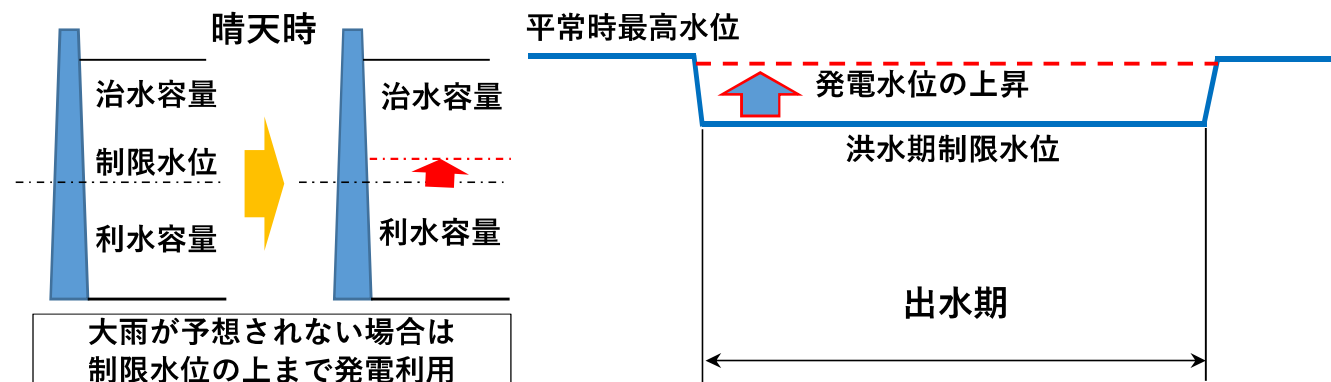 晴天時
治水容量
制限水位
利水容量
治水容量
利水容量
大雨が予想されない場合は
制限水位の上まで発電利用
平常時最高水位
発電水位の上昇
洪水期制限水位
出水期